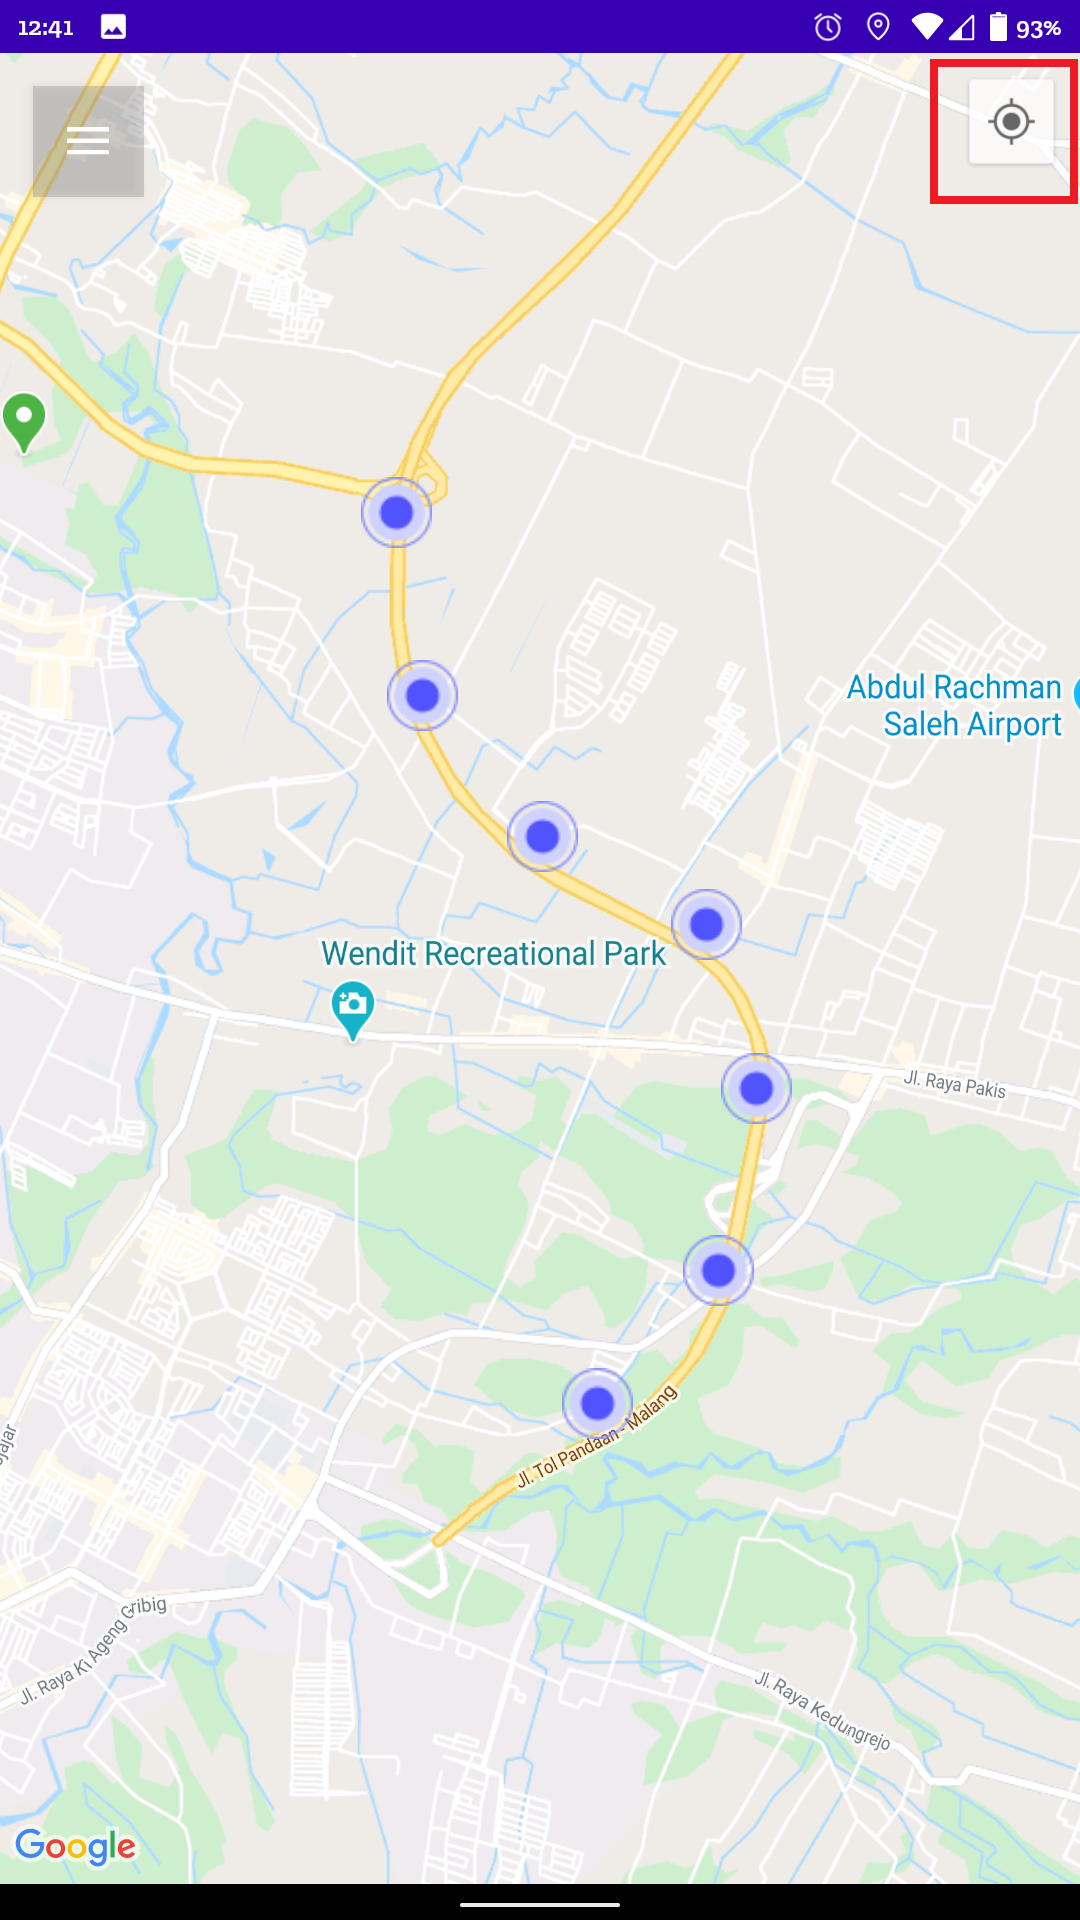 12:41
93%
Abdul Rachman
Saleh Airport
Wendit Recreational Park
Jl. Raya Pakis
Jl. Tol Pandaan - Malang
Jl. Raya Ki Ageng Gribig
Jl. Raya Kedungrejo
Google